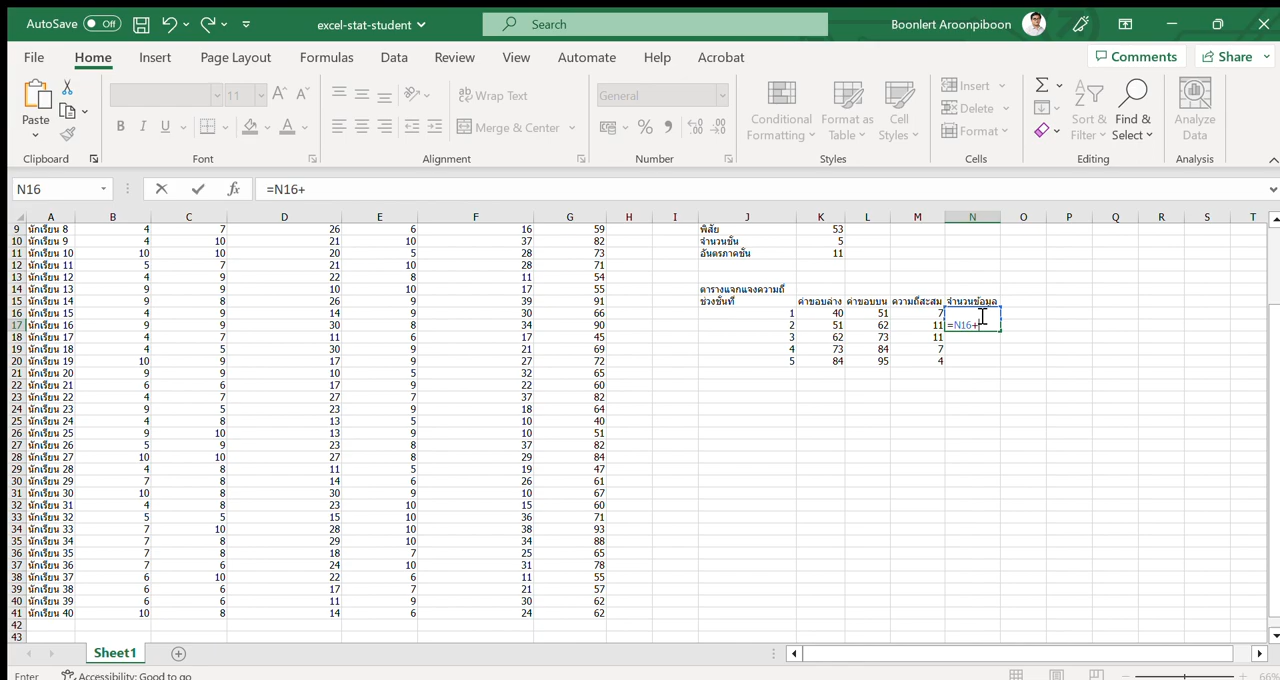 AutoSave Off excel-stat-student Search Boonlert Aroonpiboon
File Home Insert Page Layout Formulas Data Review View Automate Help Acrobat Comments Share
Paste 11 A A Wrap Text General Conditional Formatting Format as Table Cell Styles Insert Sort & Filter Find & Select Analyze Data
B I U A Merge & Center % Delete
Format
Clipboard Font Alignment Number Styles Cells Editing Analysis
N16 fx =N16+
A B C D E F G H I J K L M N O P Q R S T
9 นักเรียน 8 4 7 26 6 16 59 พิสัย 53
10 นักเรียน 9 4 10 21 10 37 82 จำนวนชั้น 5
11 นักเรียน 10 10 10 20 5 28 73 อันตรภาคชั้น 11
12 นักเรียน 11 5 7 21 10 28 71
13 นักเรียน 12 4 9 22 8 11 54
14 นักเรียน 13 9 9 10 10 17 55 ตารางแจกแจงความถี่
15 นักเรียน 14 9 8 26 9 39 91 ช่วงชั้นที่ ค่าขอบล่าง ค่าขอบบน ความถี่สะสม จำนวนข้อมูล
16 นักเรียน 15 4 9 14 9 30 66 1 40 51 7
17 นักเรียน 16 9 9 30 8 34 90 2 51 62 11 =N16+
18 นักเรียน 17 4 7 11 6 17 45 3 62 73 11
19 นักเรียน 18 4 5 30 9 21 69 4 73 84 7
20 นักเรียน 19 10 9 17 9 27 72 5 84 95 4
21 นักเรียน 20 9 9 10 5 32 65
22 นักเรียน 21 6 6 17 9 22 60
23 นักเรียน 22 4 7 27 7 37 82
24 นักเรียน 23 9 5 23 9 18 64
25 นักเรียน 24 4 8 13 5 10 40
26 นักเรียน 25 9 10 13 9 10 51
27 นักเรียน 26 5 9 23 8 37 82
28 นักเรียน 27 10 10 27 8 29 84
29 นักเรียน 28 4 8 11 5 19 47
30 นักเรียน 29 7 8 14 6 26 61
31 นักเรียน 30 10 8 30 9 10 67
32 นักเรียน 31 4 8 23 10 15 60
33 นักเรียน 32 5 5 15 10 36 71
34 นักเรียน 33 7 10 28 10 38 93
35 นักเรียน 34 7 8 29 10 34 88
36 นักเรียน 35 7 8 18 7 25 65
37 นักเรียน 36 7 6 24 10 31 78
38 นักเรียน 37 6 10 22 6 11 55
39 นักเรียน 38 6 6 17 7 21 57
40 นักเรียน 39 6 6 11 9 30 62
41 นักเรียน 40 10 8 14 6 24 62
42
43
Sheet1
Enter Accessibility: Good to go 66%